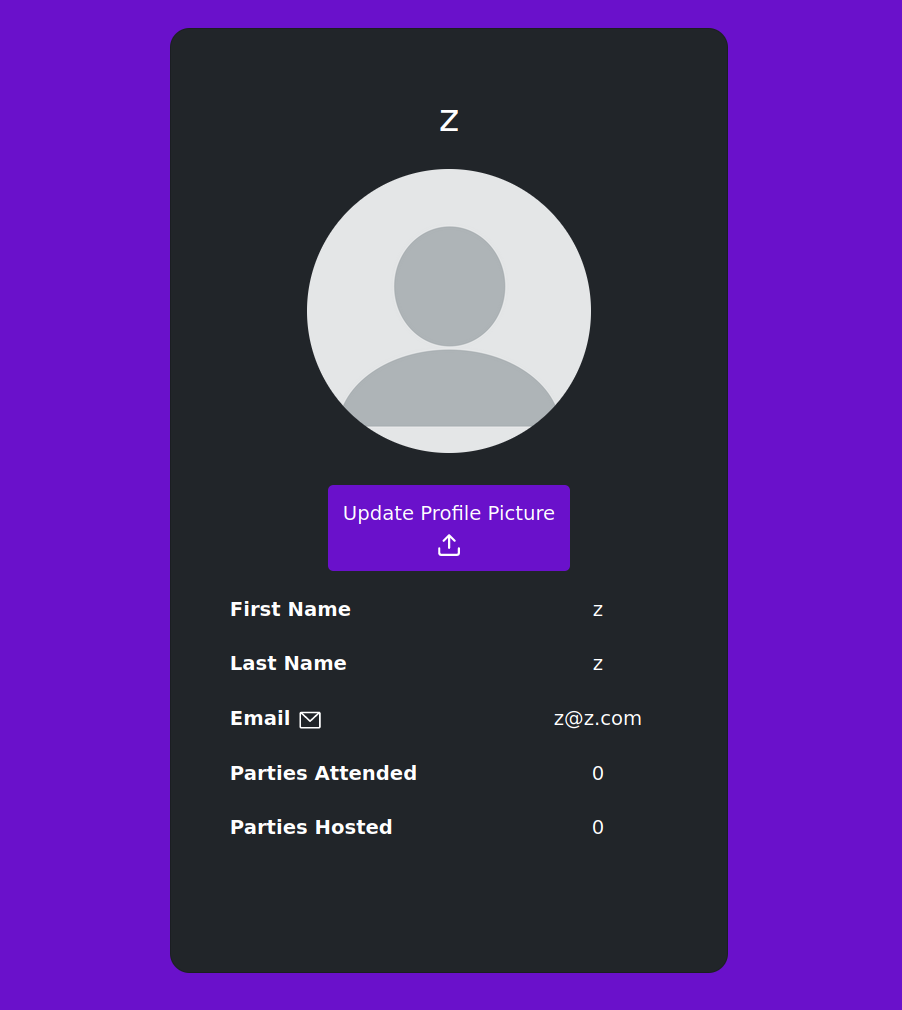 z
Update Profile Picture
First Name z
Last Name z
Email z@z.com
Parties Attended 0
Parties Hosted 0